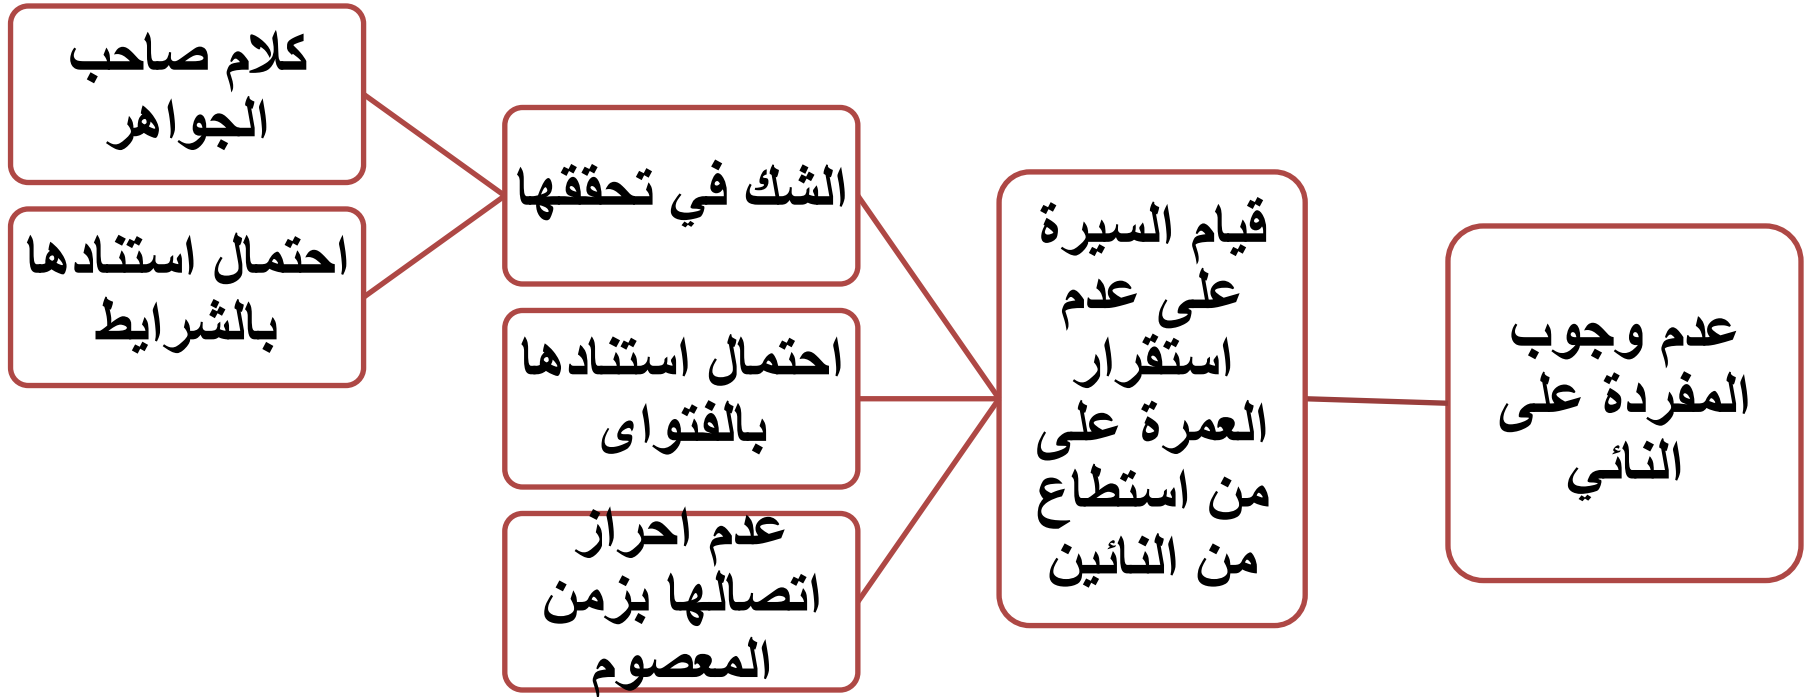 عدم وجوب
المفردة على
النائي
قيام السيرة
على عدم
استقرار
العمرة على
من استطاع
من النائين
الشك في تحققها
كلام صاحب
الجواهر
احتمال استنادها
بالشرايط
احتمال استنادها
بالفتواى
عدم احراز
اتصالها بزمن
المعصوم